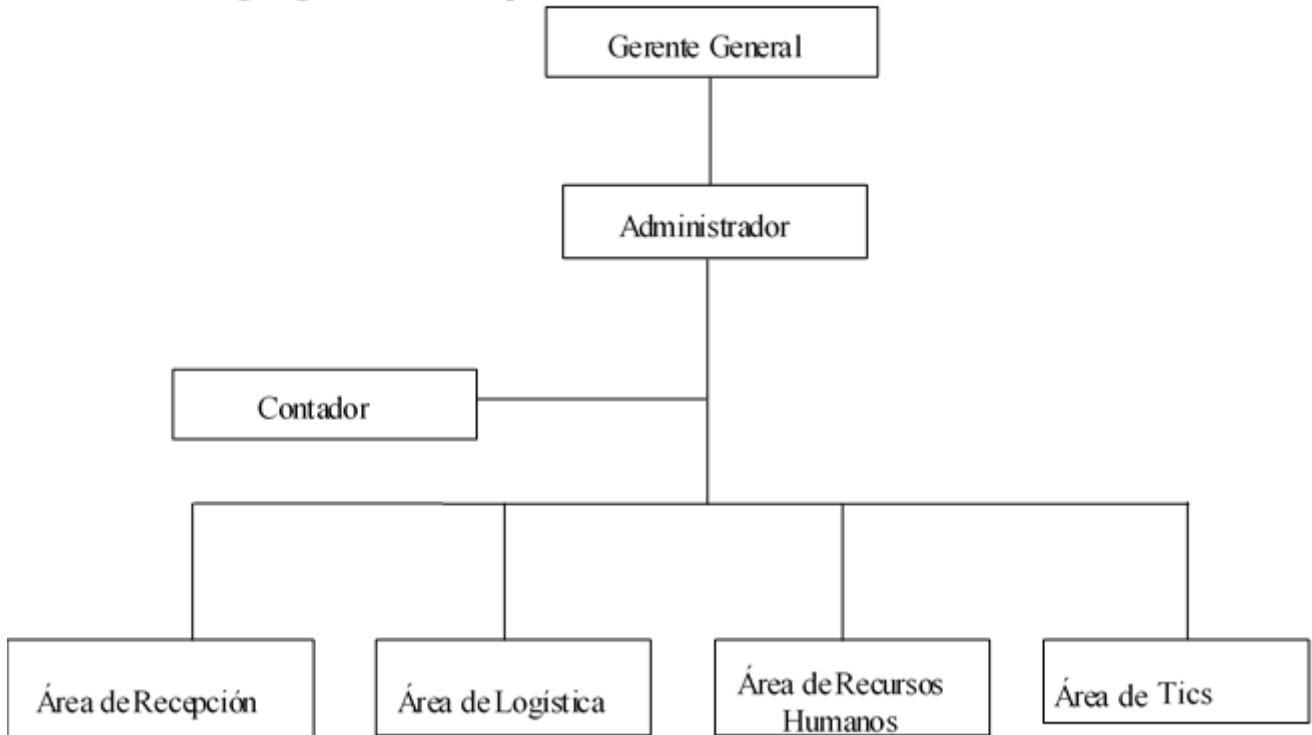 Gerente General
Administrador
Contador
Área de Recepción
Área de Logística
Área de Recursos
Humanos
Área de Tics